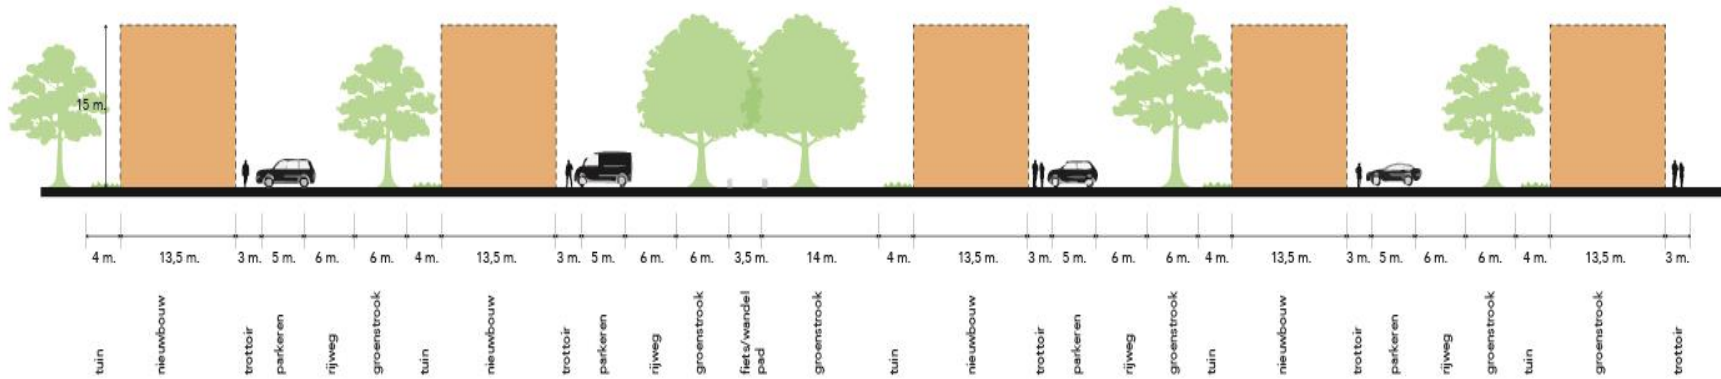 15 m.
4 m. 13,5 m. 3 m. 5 m. 6 m. 6 m. 4 m. 13,5 m. 3 m. 5 m. 6 m. 6 m. 3,5 m. 14 m. 4 m. 13,5 m. 3 m. 5 m. 6 m. 6 m. 4 m. 13,5 m. 3 m. 5 m. 6 m. 6 m. 4 m. 13,5 m. 3 m.
tuin
nieuwbouw
trottoir
parkeren
rijweg
groenstrook
tuin
nieuwbouw
trottoir
parkeren
rijweg
groenstrook
fiets/wandel
pad
groenstrook
tuin
nieuwbouw
trottoir
parkeren
rijweg
groenstrook
tuin
nieuwbouw
trottoir
parkeren
rijweg
groenstrook
tuin
groenstrook
trottoir